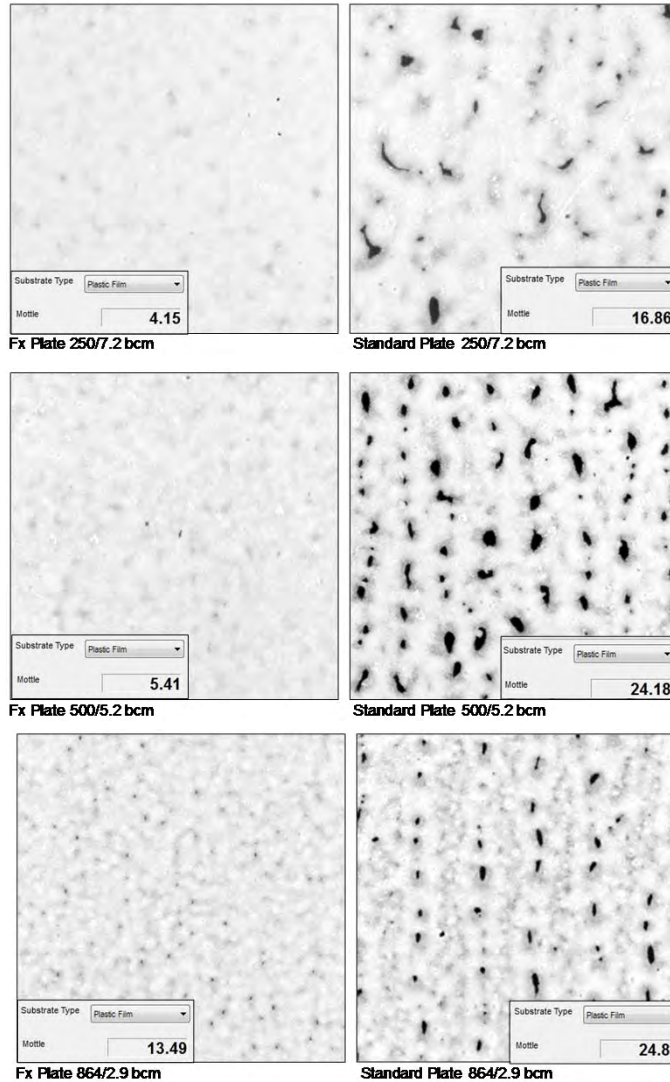 Substrate Type Plastic Film
Mottle 4.15
Substrate Type Plastic Film
Mottle 16.86
Fx Plate 250/7.2 bcm
Standard Plate 250/7.2 bcm
Substrate Type Plastic Film
Mottle 5.41
Substrate Type Plastic Film
Mottle 24.18
Fx Plate 500/5.2 bcm
Standard Plate 500/5.2 bcm
Substrate Type Plastic Film
Mottle 13.49
Substrate Type Plastic Film
Mottle 24.8
Fx Plate 864/2.9 bcm
Standard Plate 864/2.9 bcm